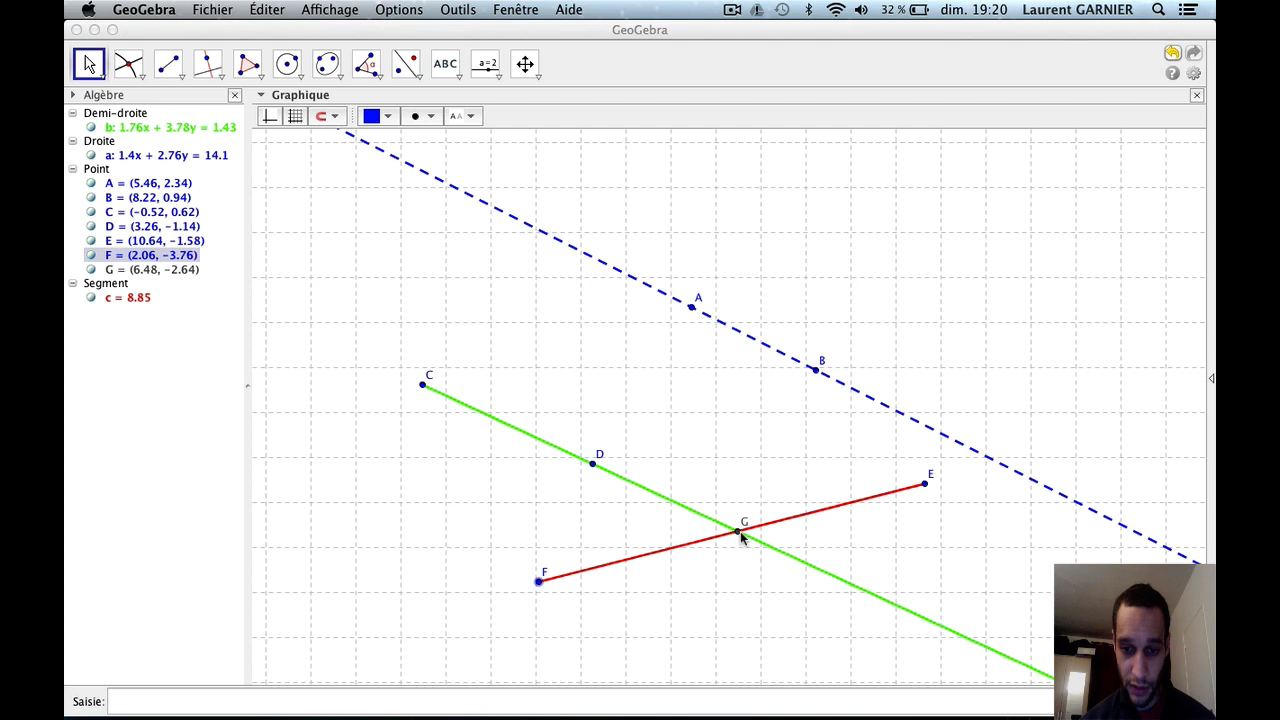 GeoGebra Fichier Éditer Affichage Options Outils Fenêtre Aide 32 % dim. 19:20 Laurent GARNIER
GeoGebra
ABC a=2
Algèbre
Graphique
AA
Demi-droite
b: 1.76x + 3.78y = 1.43
Droite
a: 1.4x + 2.76y = 14.1
Point
A = (5.46, 2.34)
B = (8.22, 0.94)
C = (-0.52, 0.62)
D = (3.26, -1.14)
E = (10.64, -1.58)
F = (2.06, -3.76)
G = (6.48, -2.64)
Segment
c = 8.85
A
B
C
D
E
G
F
Saisie: